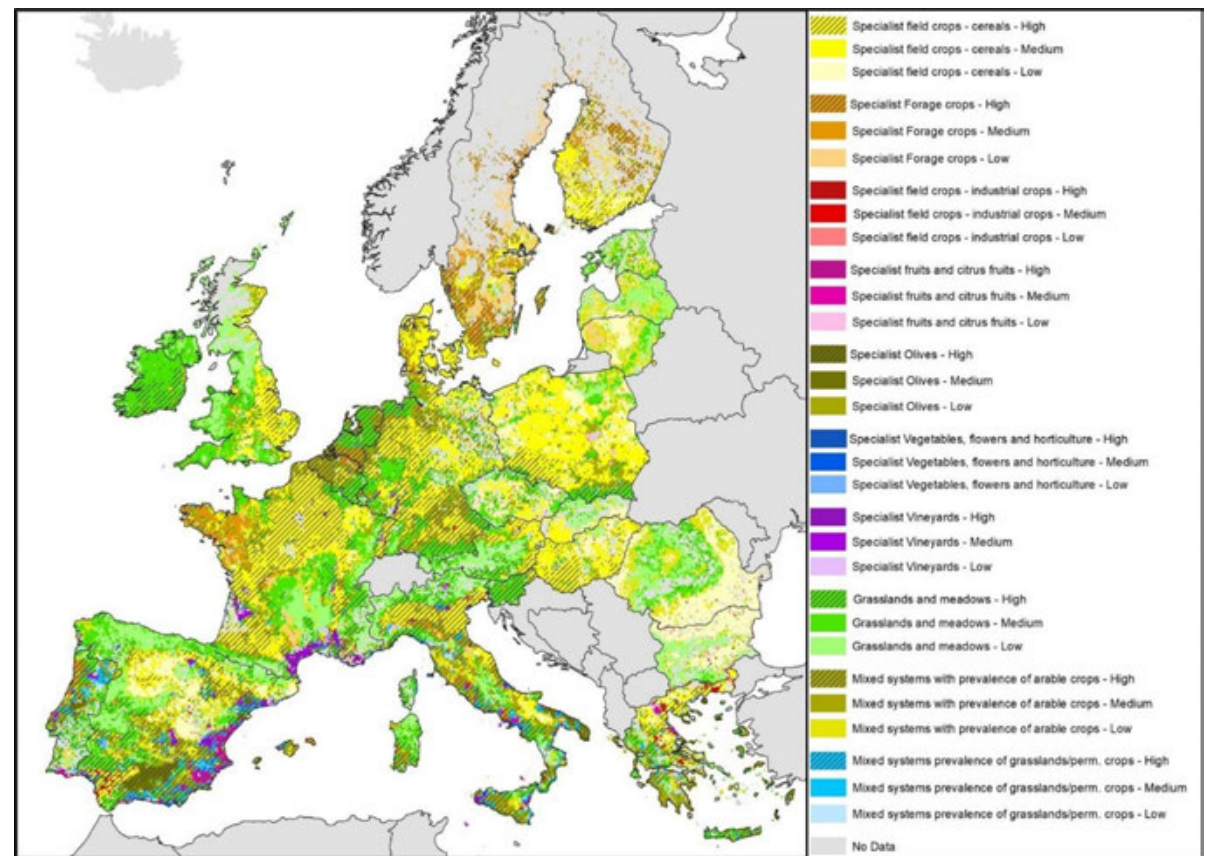 Specialist field crops - cereals - High
Specialist field crops - cereals - Medium
Specialist field crops - cereals - Low
Specialist Forage crops - High
Specialist Forage crops - Medium
Specialist Forage crops - Low
Specialist field crops - industrial crops - High
Specialist field crops - industrial crops - Medium
Specialist field crops - industrial crops - Low
Specialist fruits and citrus fruits - High
Specialist fruits and citrus fruits - Medium
Specialist fruits and citrus fruits - Low
Specialist Olives - High
Specialist Olives - Medium
Specialist Olives - Low
Specialist Vegetables, flowers and horticulture - High
Specialist Vegetables, flowers and horticulture - Medium
Specialist Vegetables, flowers and horticulture - Low
Specialist Vineyards - High
Specialist Vineyards - Medium
Specialist Vineyards - Low
Grasslands and meadows - High
Grasslands and meadows - Medium
Grasslands and meadows - Low
Mixed systems with prevalence of arable crops - High
Mixed systems with prevalence of arable crops - Medium
Mixed systems with prevalence of arable crops - Low
Mixed systems prevalence of grasslands/perm. crops - High
Mixed systems prevalence of grasslands/perm. crops - Medium
Mixed systems prevalence of grasslands/perm. crops - Low
No Data